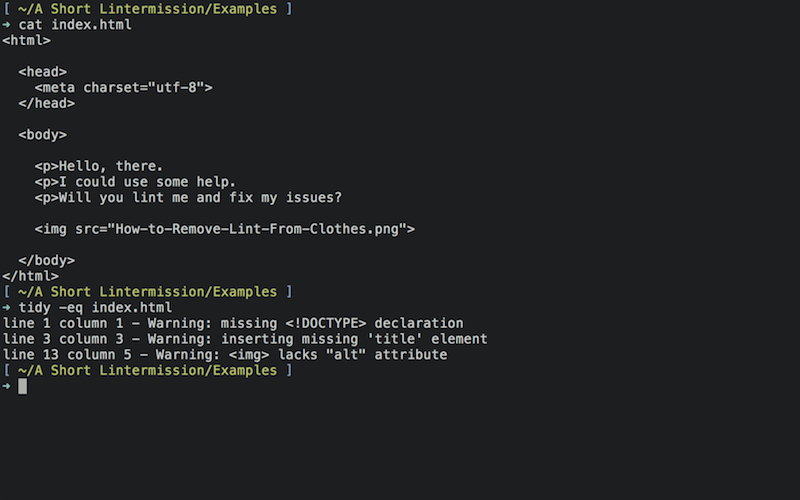 [ ~/A Short Lintermission/Examples ]
➜ cat index.html
<html>

  <head>
    <meta charset="utf-8">
  </head>

  <body>

    <p>Hello, there.
    <p>I could use some help.
    <p>Will you lint me and fix my issues?

    <img src="How-to-Remove-Lint-From-Clothes.png">

  </body>
</html>
[ ~/A Short Lintermission/Examples ]
➜ tidy -eq index.html
line 1 column 1 - Warning: missing <!DOCTYPE> declaration
line 3 column 3 - Warning: inserting missing 'title' element
line 13 column 5 - Warning: <img> lacks "alt" attribute
[ ~/A Short Lintermission/Examples ]
➜